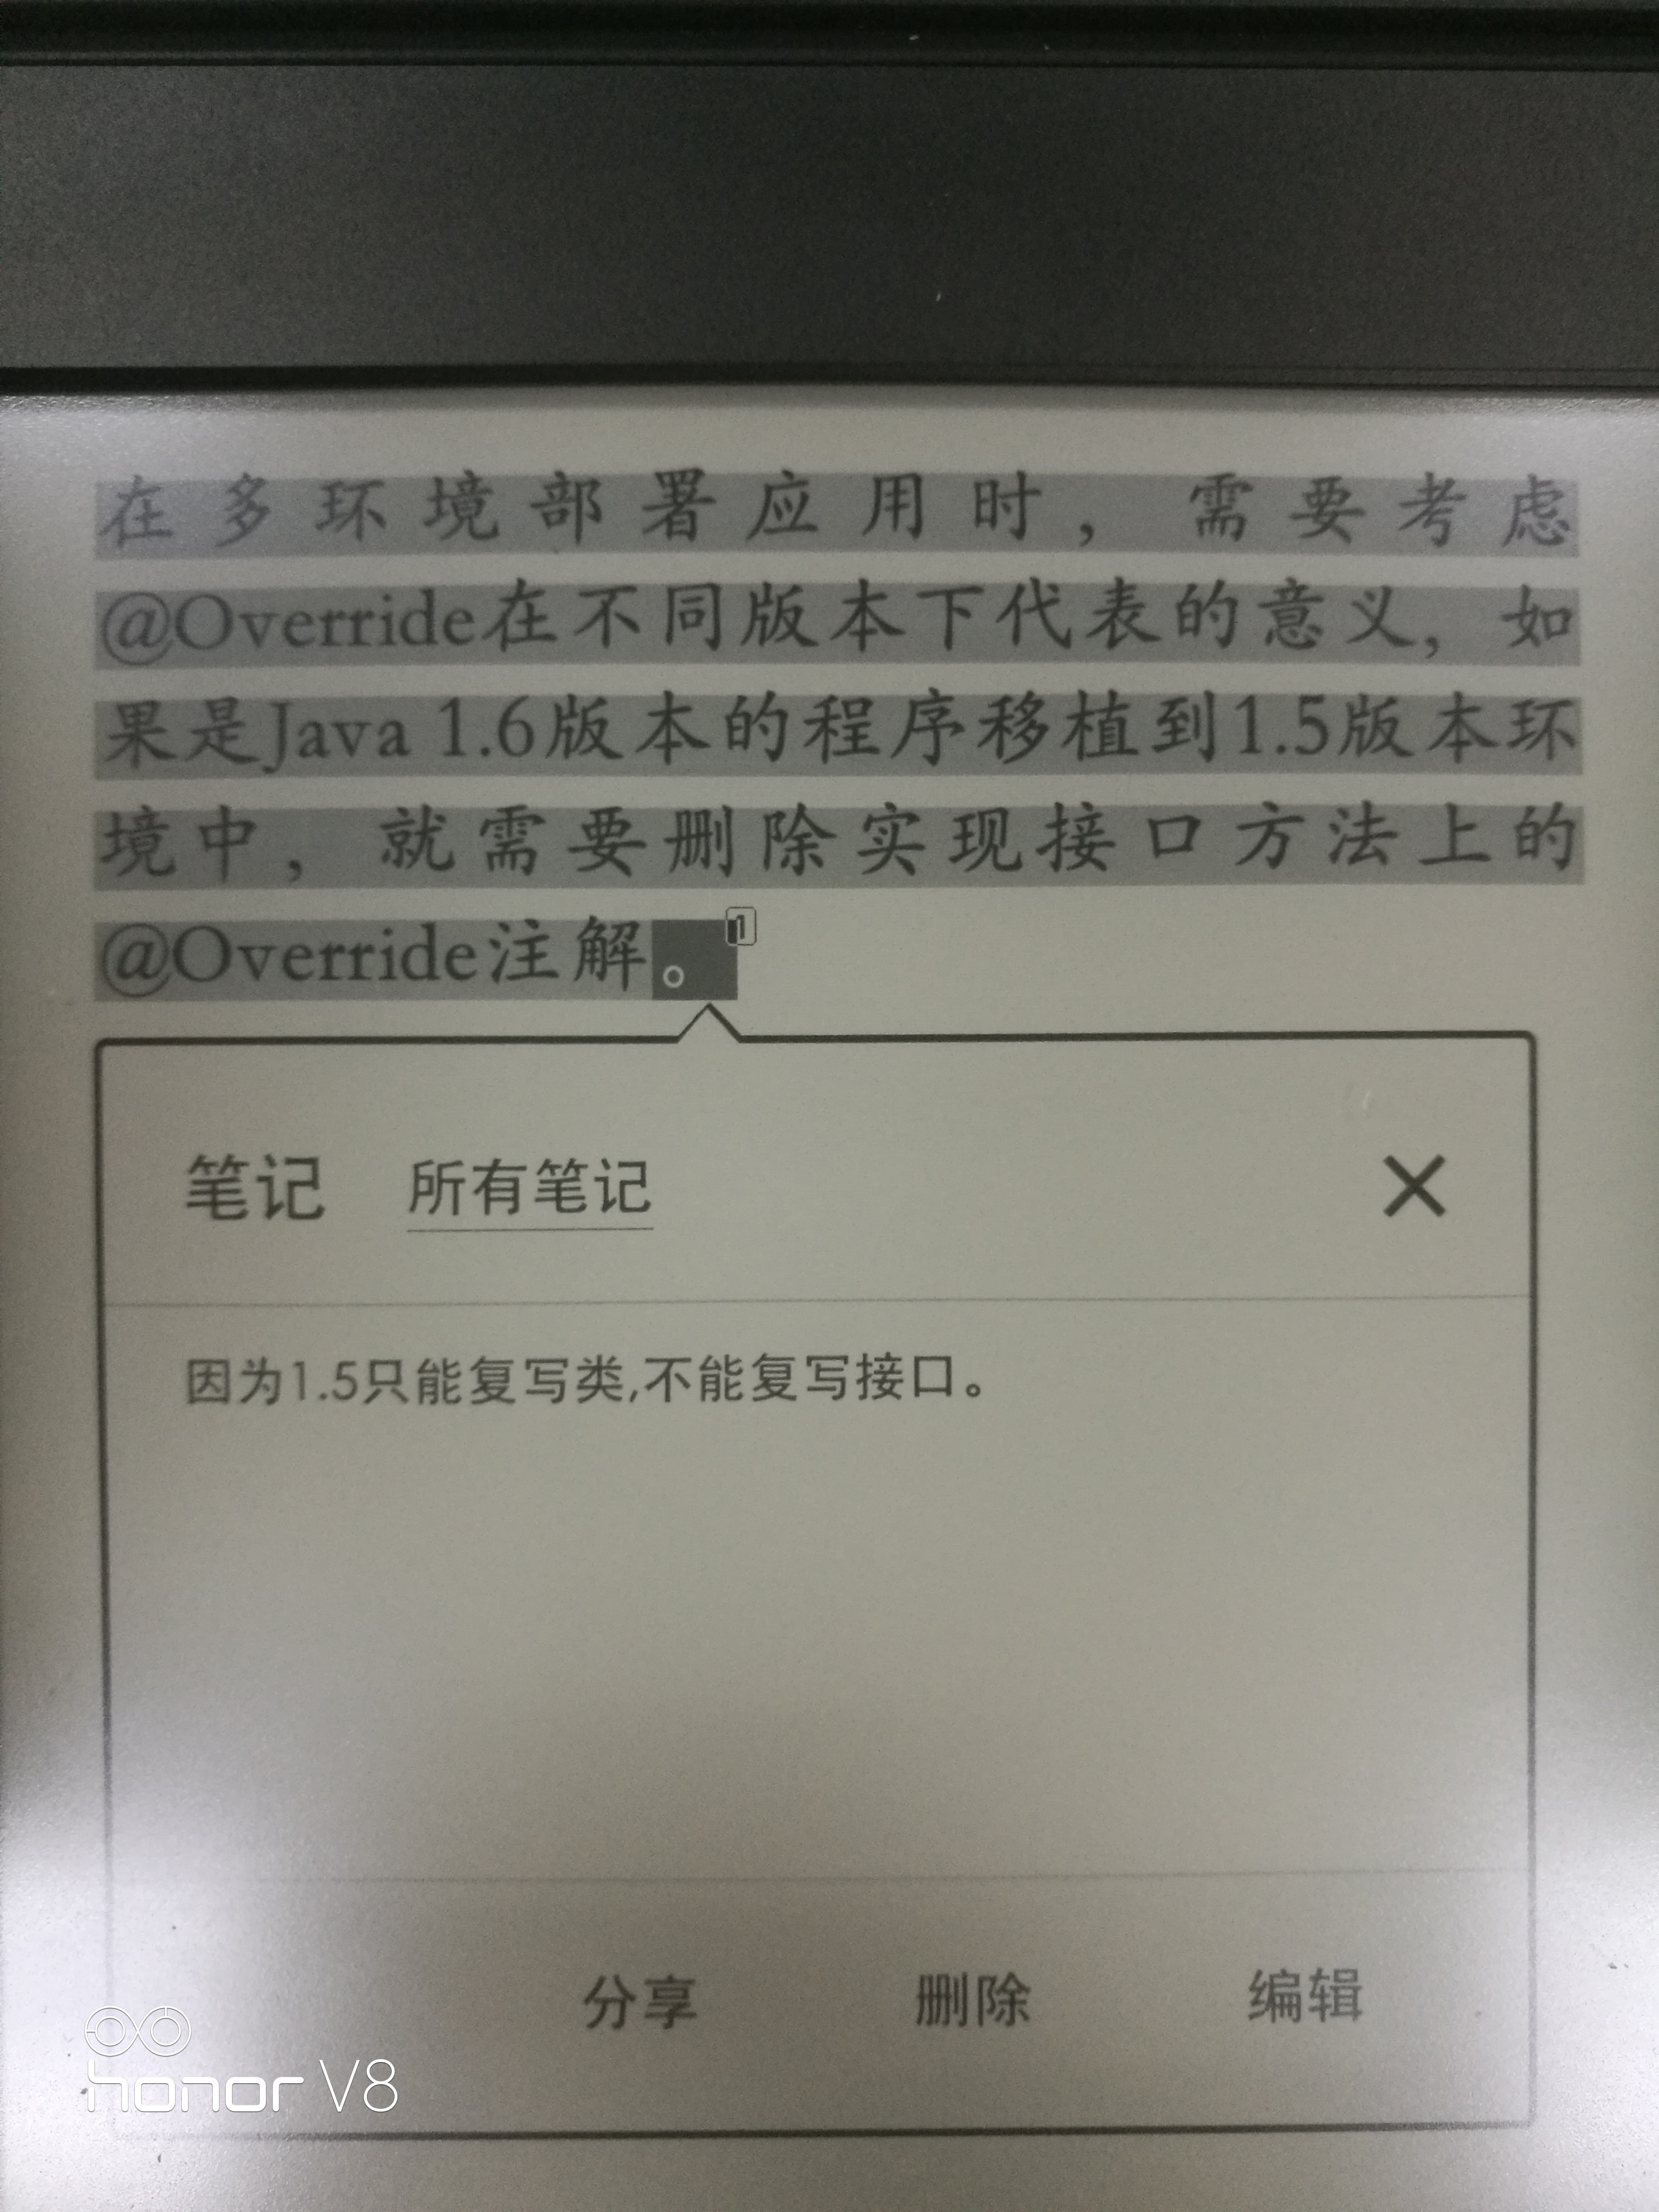 在多环境部署应用时，需要考虑
@Override在不同版本下代表的意义，如
果是Java 1.6版本的程序移植到1.5版本环
境中，就需要删除实现接口方法上的
@Override注解。1
笔记 所有笔记 ×
因为1.5只能复写类,不能复写接口。
分享 删除 编辑
honor V8